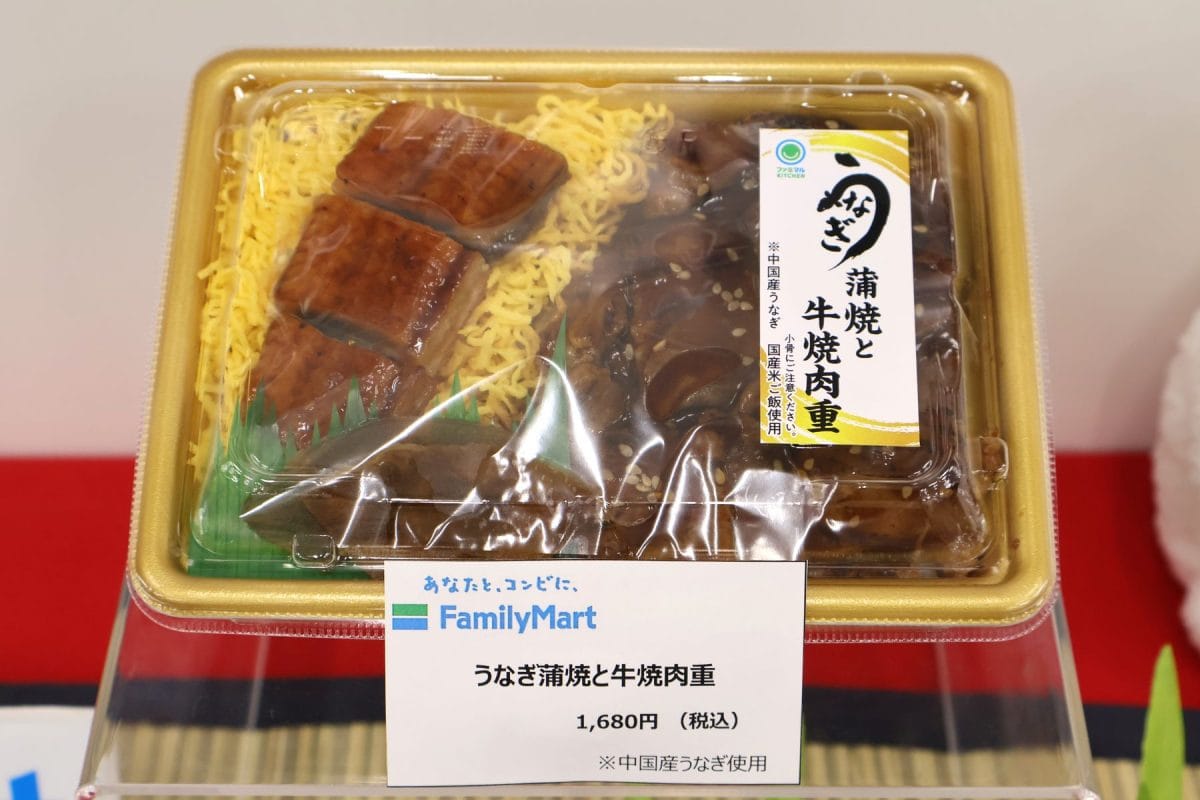 ファミマル
KITCHEN
うなぎ
蒲焼と
牛焼肉重
※中国産うなぎ
小骨にご注意ください。
国産米ご飯使用
あなたと、コンビに、
FamilyMart
うなぎ蒲焼と牛焼肉重
1,680円 (税込)
※中国産うなぎ使用